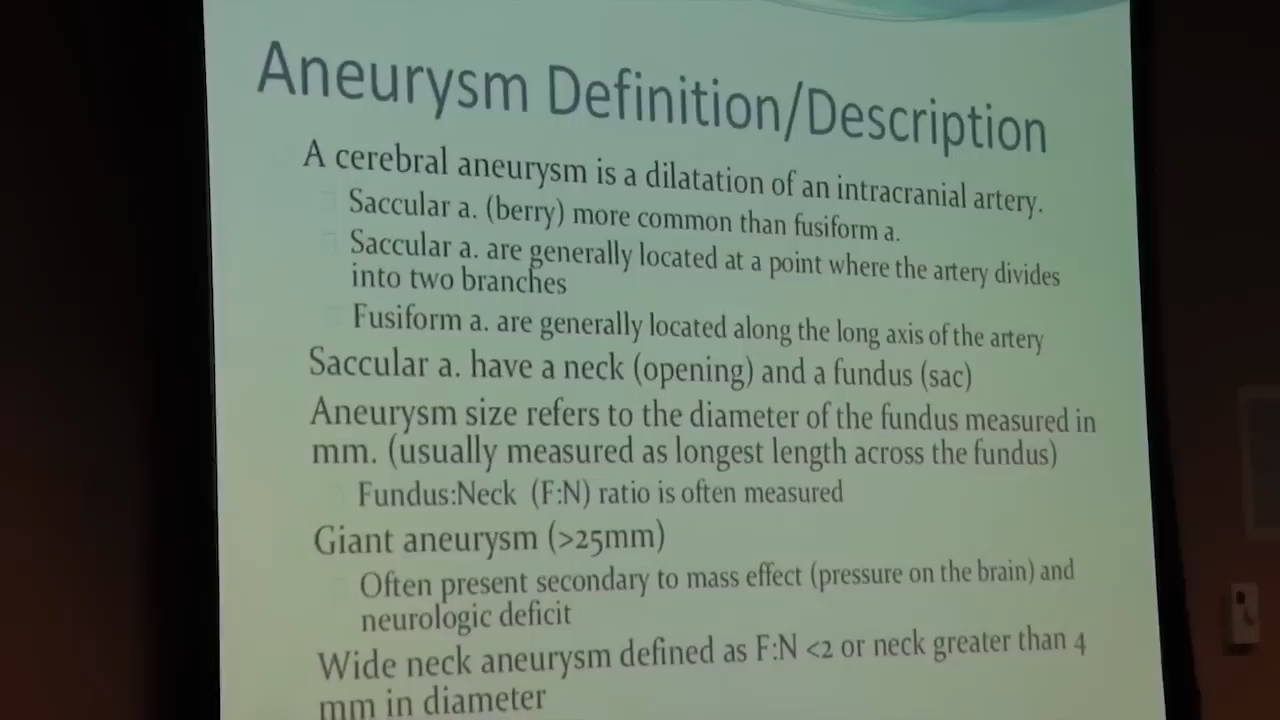 Aneurysm Definition/Description
A cerebral aneurysm is a dilatation of an intracranial artery.
Saccular a. (berry) more common than fusiform a.
Saccular a. are generally located at a point where the artery divides
into two branches
Fusiform a. are generally located along the long axis of the artery
Saccular a. have a neck (opening) and a fundus (sac)
Aneurysm size refers to the diameter of the fundus measured in
mm. (usually measured as longest length across the fundus)
Fundus:Neck (F:N) ratio is often measured
Giant aneurysm (>25mm)
Often present secondary to mass effect (pressure on the brain) and
neurologic deficit
Wide neck aneurysm defined as F:N <2 or neck greater than 4
mm in diameter